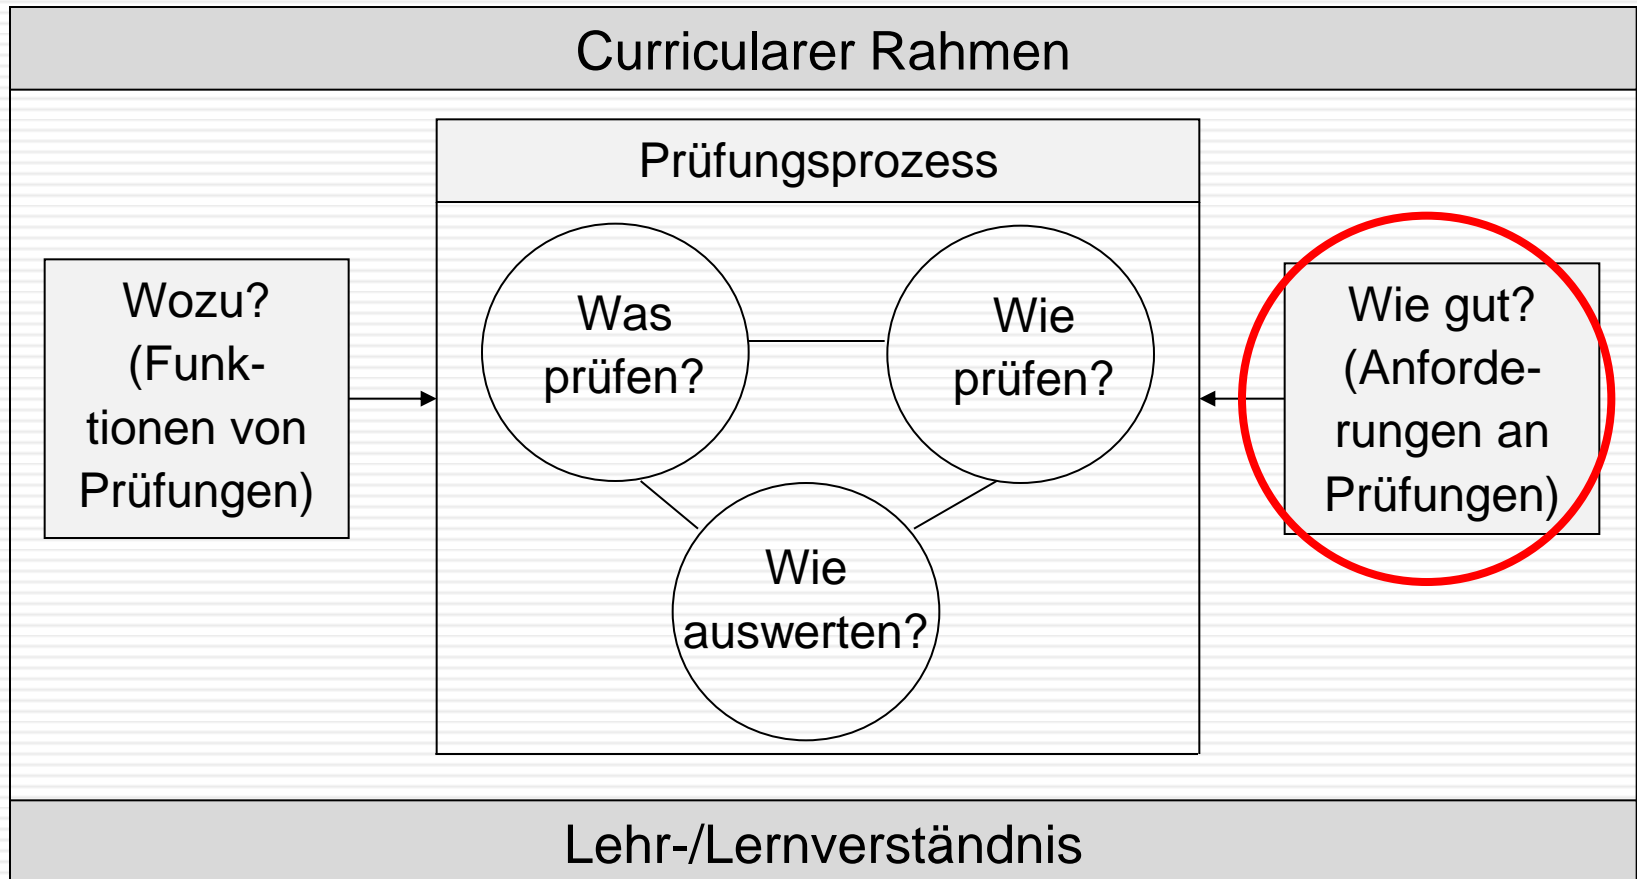 Curricularer Rahmen
Prüfungsprozess
Wozu?
(Funk-
tionen von
Prüfungen)
Was
prüfen?
Wie
prüfen?
Wie
auswerten?
Wie gut?
(Anforde-
rungen an
Prüfungen)
Lehr-/Lernverständnis